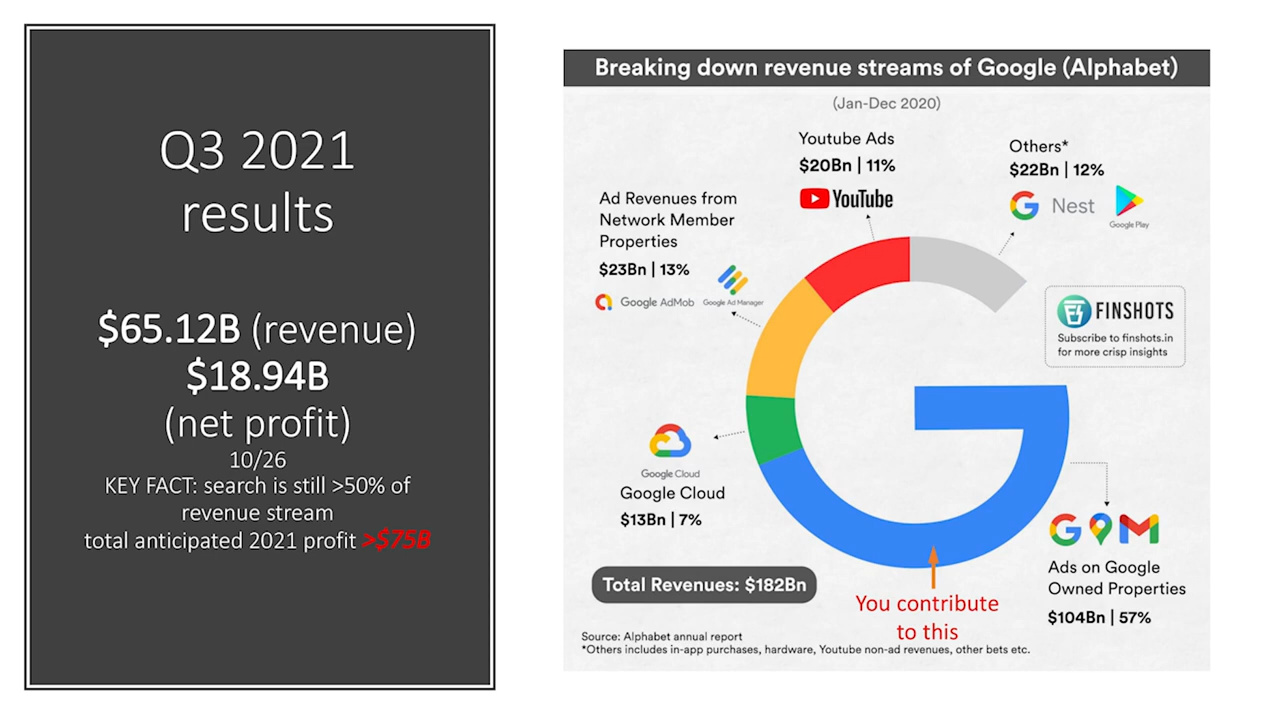 Q3 2021
results
$65.12B (revenue)
$18.94B
(net profit)
10/26
KEY FACT: search is still >50% of
revenue stream
total anticipated 2021 profit >$75B
Breaking down revenue streams of Google (Alphabet)
(Jan-Dec 2020)
Youtube Ads
$20Bn | 11%
YouTube
Others*
$22Bn | 12%
Nest
Google Play
Ad Revenues from
Network Member
Properties
$23Bn | 13%
Google AdMob
Google Ad Manager
FINSHOTS
Subscribe to finshots.in
for more crisp insights
Google Cloud
Google Cloud
$13Bn | 7%
Ads on Google
Owned Properties
$104Bn | 57%
Total Revenues: $182Bn
You contribute
to this
Source: Alphabet annual report
*Others includes in-app purchases, hardware, Youtube non-ad revenues, other bets etc.